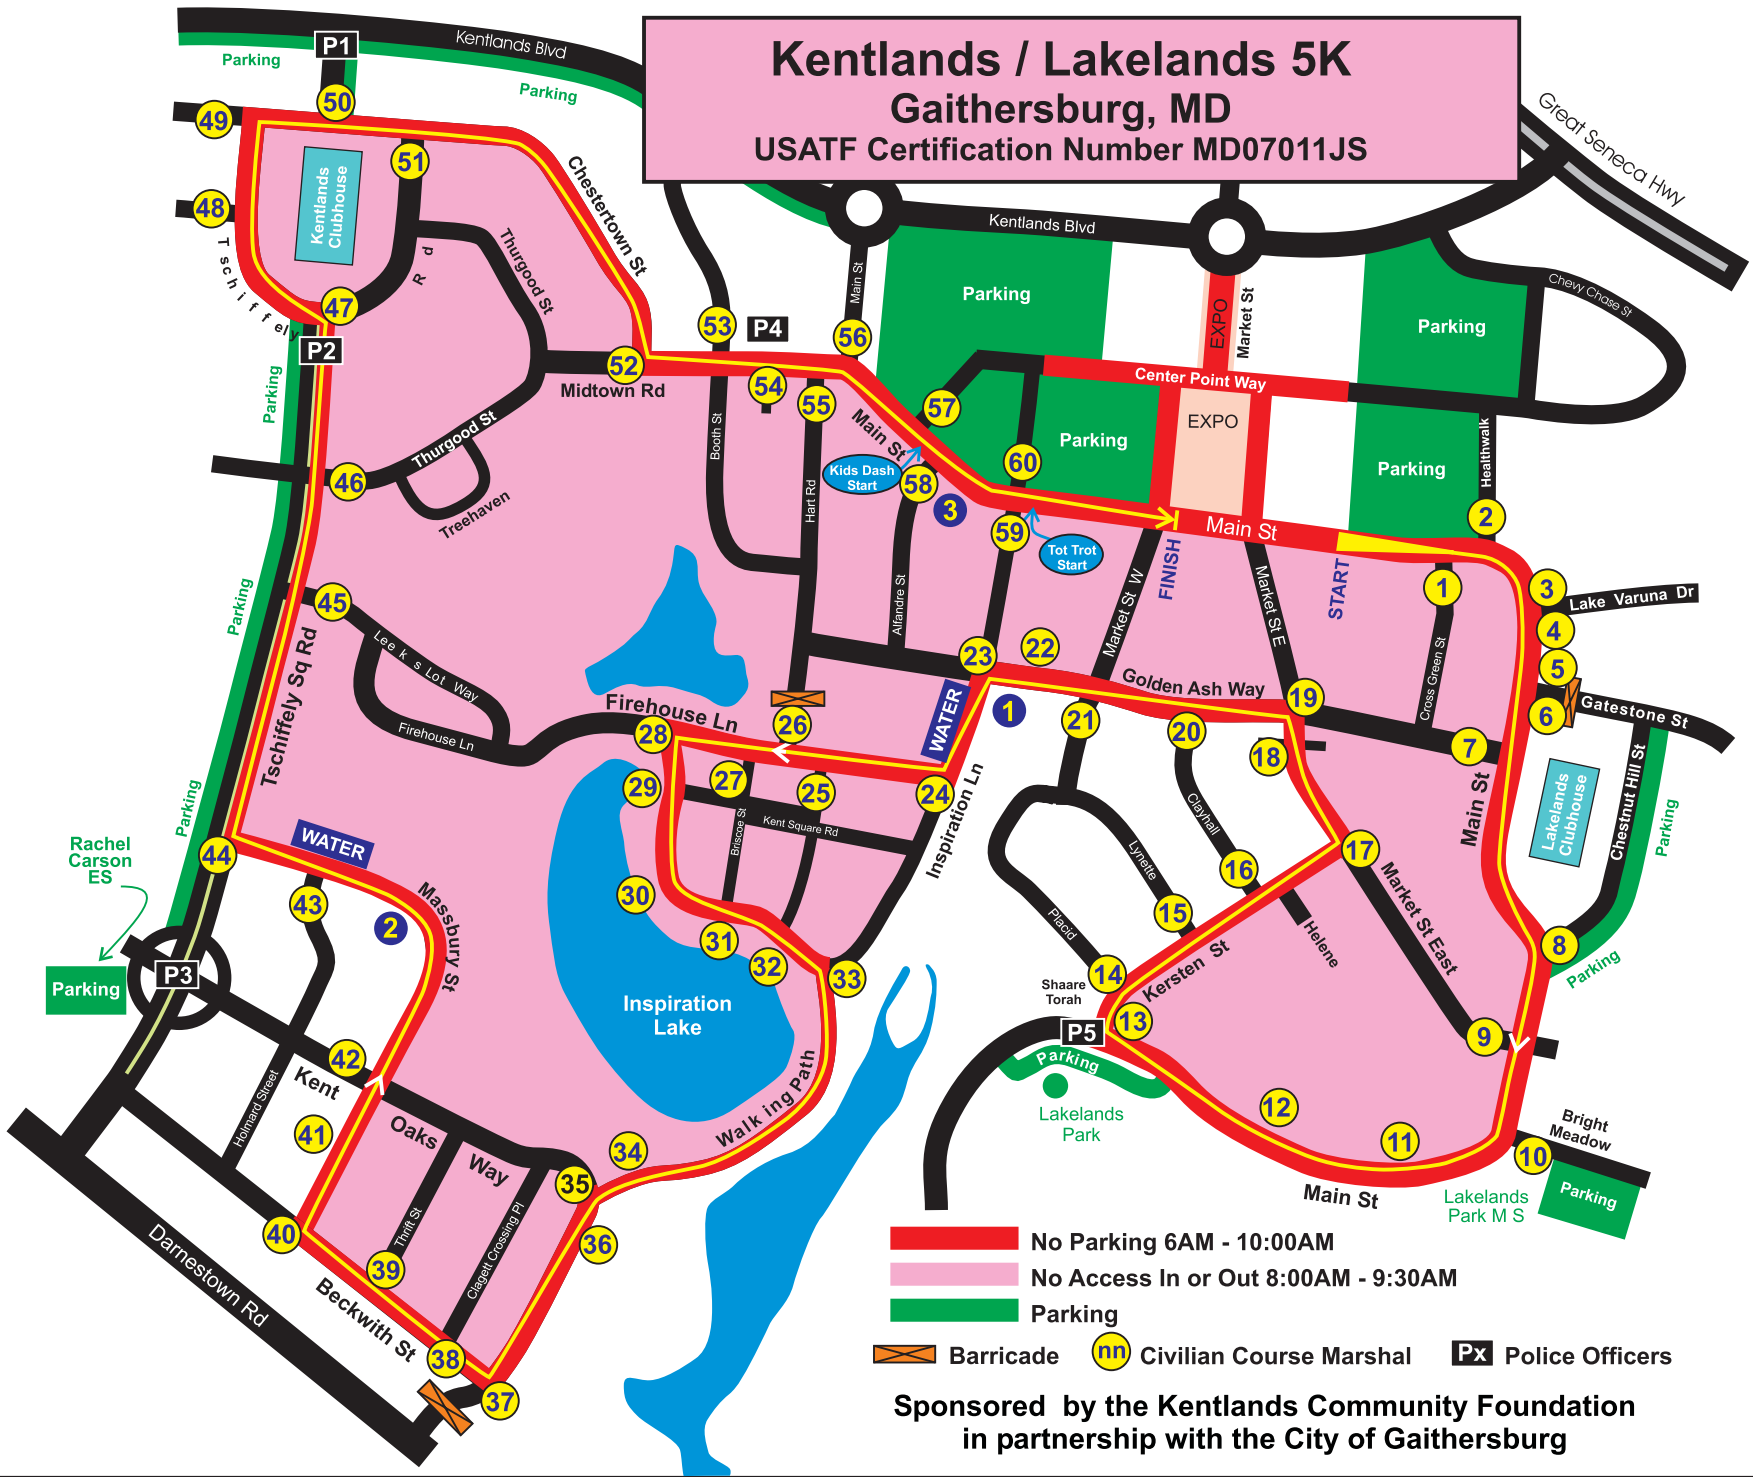 Kentlands / Lakelands 5K
Gaithersburg, MD
USATF Certification Number MD07011JS
Kentlands Blvd
P1
Parking
Parking
50
49
51
Kentlands
Clubhouse
48
Chestertown St
Great Seneca Hwy
Kentlands Blvd
Tschiffely
Rd
Thurgood St
47
P2
Main St
Parking
EXPO
Market St
Chewy Chase St
Parking
53
P4
56
52
Midtown Rd
54
55
57
Center Point Way
Parking
Thurgood St
Booth St
Main St
EXPO
Parking
Parking
Healthwalk
46
Treehaven
Kids Dash
Start
58
60
Hart Rd
3
59
Main St
2
Tot Trot
Start
FINISH
START
Parking
45
Leeks Lot Way
Alfandre St
Market St W
Market St E
1
3
Lake Varuna Dr
4
5
6
Gatestone St
Cross Green St
23
22
Golden Ash Way
19
Tschiffely Sq Rd
Firehouse Ln
Firehouse Ln
28
26
WATER
1
21
20
18
7
Parking
29
27
25
24
Kent Square Rd
Briscoe St
Inspiration Ln
Clayhall
Lynette
Main St
Lakelands
Clubhouse
Chestnut Hill St
Parking
Rachel
Carson
ES
44
WATER
43
2
Massbury St
30
31
32
33
Placid
16
15
17
Helene
Market St East
8
Parking
Parking
P3
Inspiration
Lake
14
Shaare
Torah
Kersten St
13
P5
Parking
Lakelands
Park
9
42
Kent
Oaks
Way
Holmard Street
41
Walking Path
12
11
Bright
Meadow
10
Parking
34
35
Main St
Lakelands
Park M S
36
40
39
Thrift St
Clagett Crossing Pl
Darnestown Rd
Beckwith St
38
37
No Parking 6AM - 10:00AM
No Access In or Out 8:00AM - 9:30AM
Parking
Barricade
nn
Civilian Course Marshal
Px
Police Officers
Sponsored by the Kentlands Community Foundation
in partnership with the City of Gaithersburg